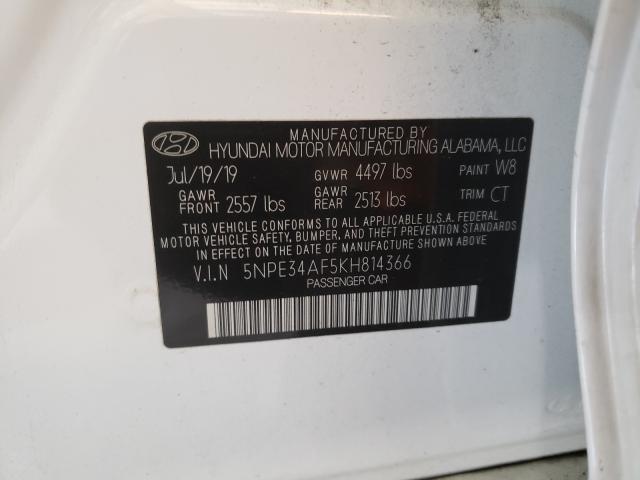 MANUFACTURED BY
HYUNDAI MOTOR MANUFACTURING ALABAMA, LLC
Jul/19/19 GVWR 4497 lbs PAINT W8
GAWR FRONT 2557 lbs GAWR REAR 2513 lbs TRIM CT
THIS VEHICLE CONFORMS TO ALL APPLICABLE U.S.A. FEDERAL
MOTOR VEHICLE SAFETY, BUMPER, AND THEFT PREVENTION STANDARDS
IN EFFECT ON THE DATE OF MANUFACTURE SHOWN ABOVE.
V.I.N 5NPE34AF5KH814366
PASSENGER CAR